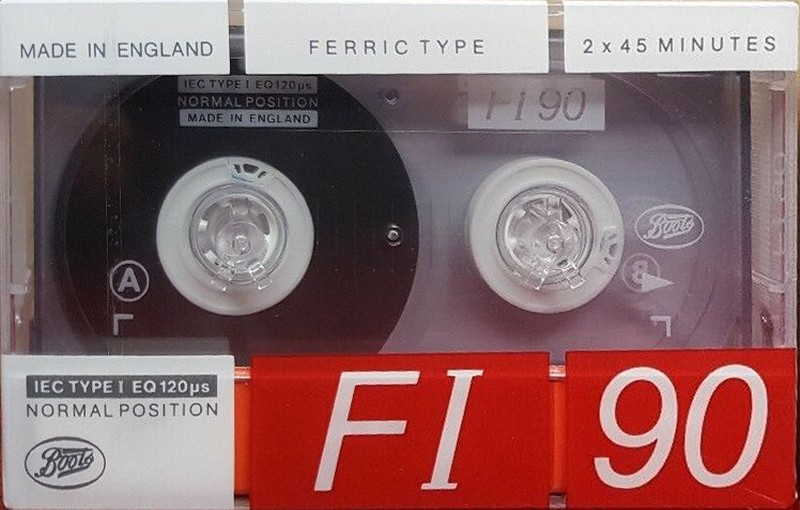 MADE IN ENGLAND
FERRIC TYPE
2 x 45 MINUTES
IEC TYPE I EQ 120µs
NORMAL POSITION
MADE IN ENGLAND
FI 90
Boots
A
B
IEC TYPE I EQ 120µs
NORMAL POSITION
Boots
FI
90